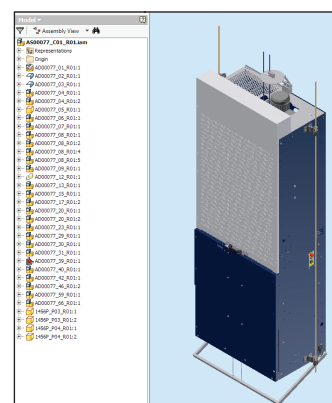 Model
Assembly View
AS00077_C01_R01.iam
Representations
Origin
AD00077_01_R01:1
AD00077_02_R01:1
AD00077_03_R01:1
AD00077_04_R01:1
AD00077_04_R01:2
AD00077_05_R01:1
AD00077_06_R01:1
AD00077_07_R01:1
AD00077_08_R01:1
AD00077_08_R01:2
AD00077_08_R01:4
AD00077_08_R01:5
AD00077_09_R01:1
AD00077_12_R01:1
AD00077_13_R01:1
AD00077_15_R01:1
AD00077_17_R01:2
AD00077_20_R01:1
AD00077_20_R01:2
AD00077_23_R01:1
AD00077_29_R01:1
AD00077_30_R01:1
AD00077_31_R01:1
AD00077_39_R01:1
AD00077_40_R01:1
AD00077_42_R01:1
AD00077_46_R01:2
AD00077_59_R01:1
AD00077_66_R01:1
1456P_P03_R01:1
1456P_P03_R01:2
1456P_P04_R01:1
1456P_P04_R01:2